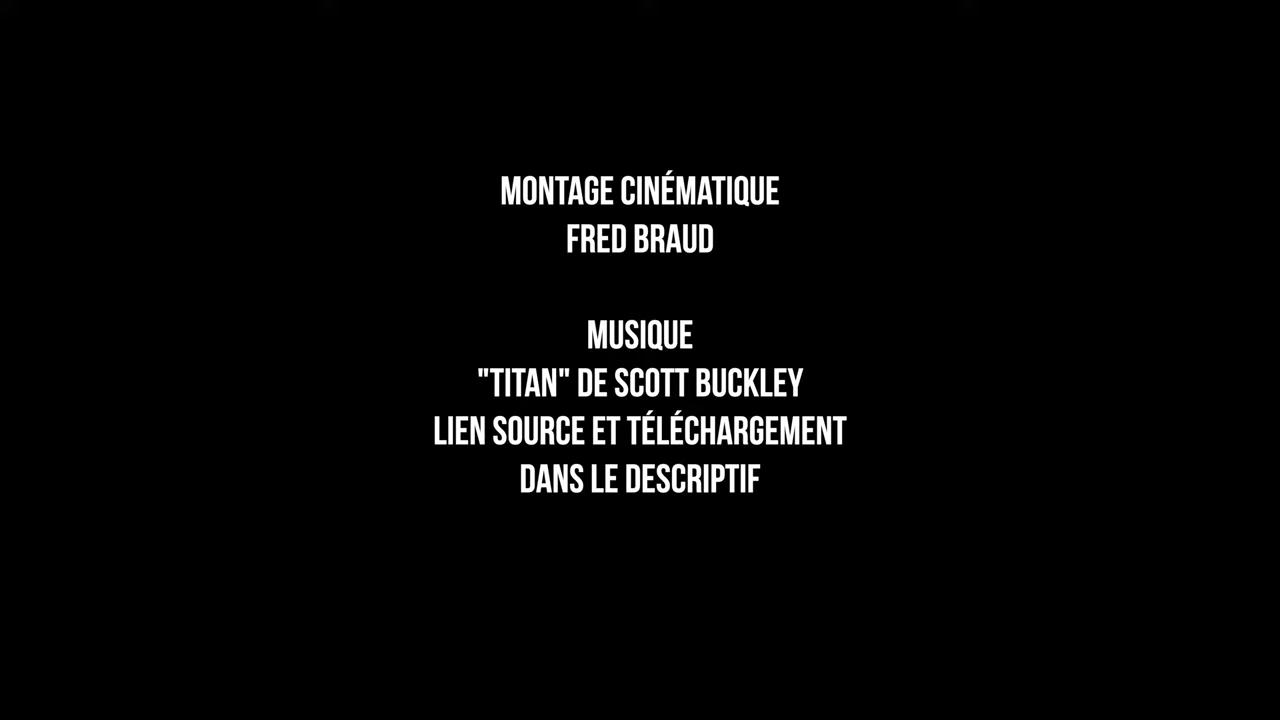 MONTAGE CINÉMATIQUE
FRED BRAUD
MUSIQUE
"TITAN" DE SCOTT BUCKLEY
LIEN SOURCE ET TÉLÉCHARGEMENT
DANS LE DESCRIPTIF